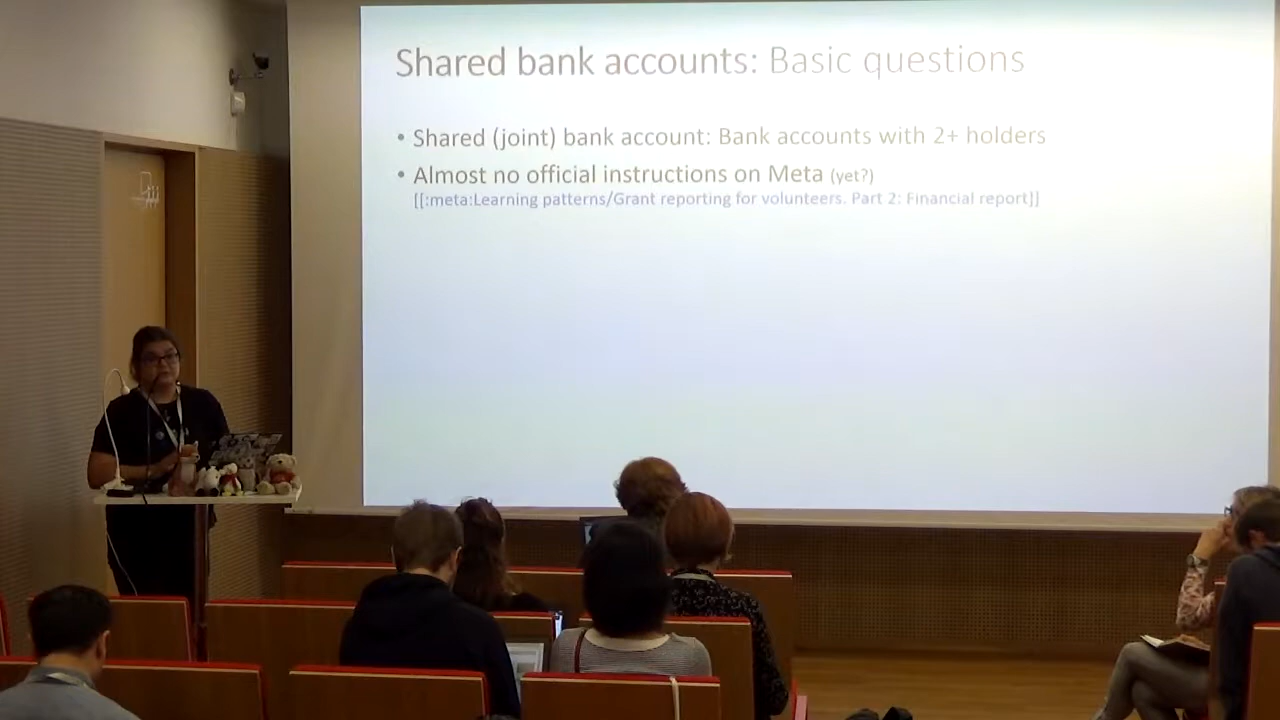 Shared bank accounts: Basic questions
• Shared (joint) bank account: Bank accounts with 2+ holders
• Almost no official instructions on Meta (yet?)
[[:meta:Learning patterns/Grant reporting for volunteers. Part 2: Financial report]]